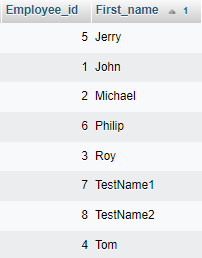 Employee_id First_name 1
5 Jerry
1 John
2 Michael
6 Philip
3 Roy
7 TestName1
8 TestName2
4 Tom